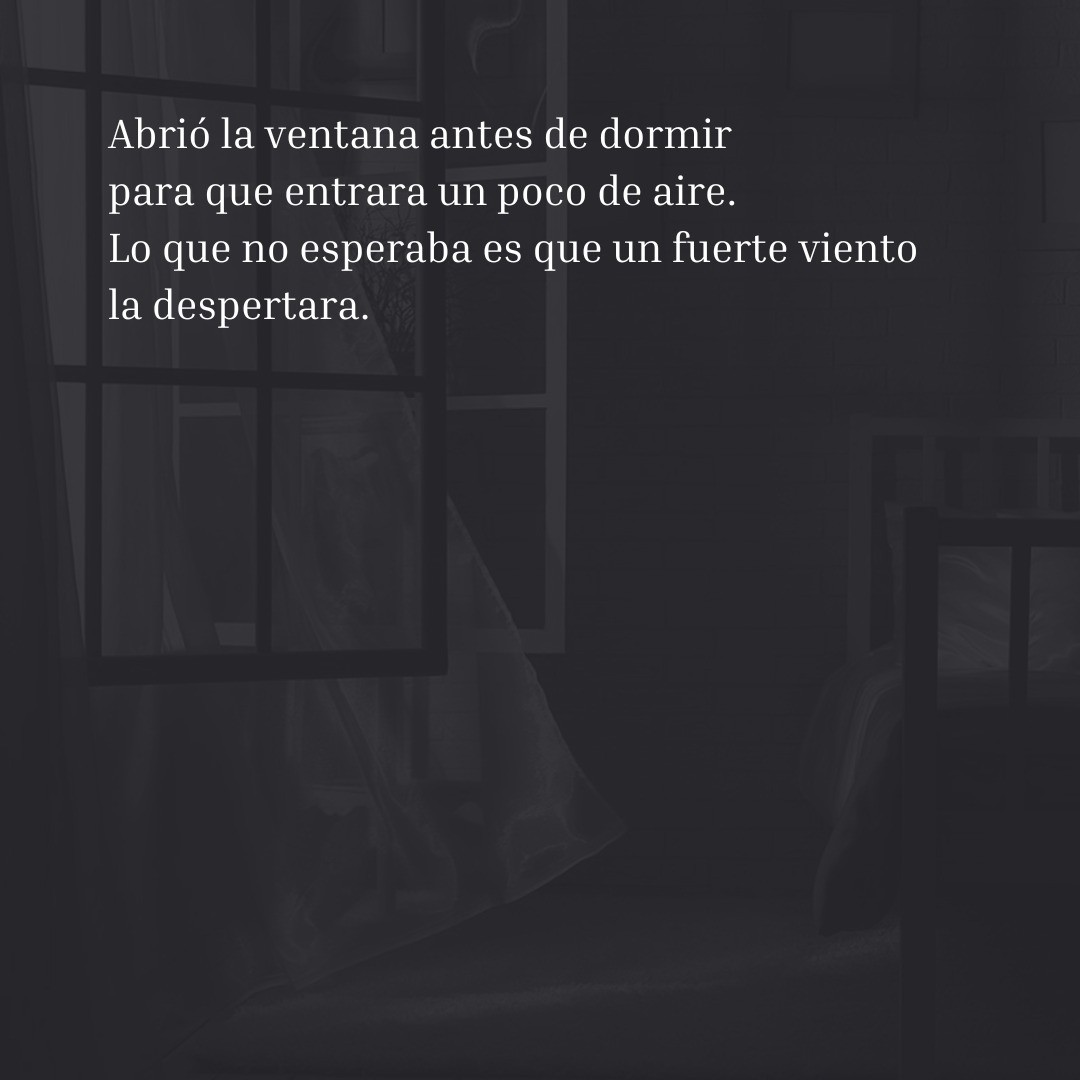 Abrió la ventana antes de dormir
para que entrara un poco de aire.
Lo que no esperaba es que un fuerte viento
la despertara.